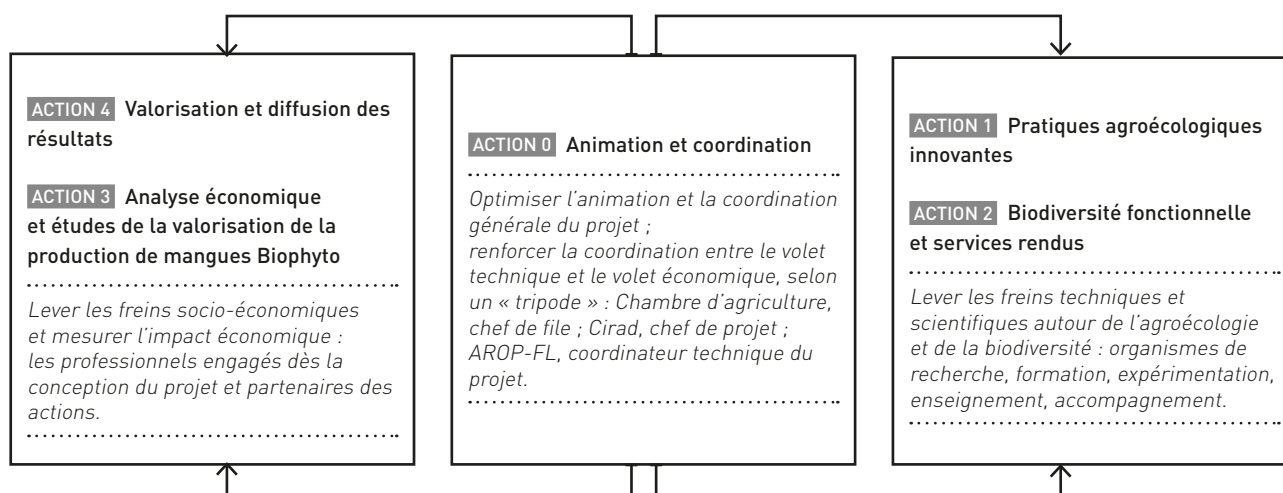 ACTION 4 Valorisation et diffusion des
résultats
ACTION 3 Analyse économique
et études de la valorisation de la
production de mangues Biophyto
Lever les freins socio-économiques
et mesurer l’impact économique :
les professionnels engagés dès la
conception du projet et partenaires des
actions.
ACTION 0 Animation et coordination
Optimiser l’animation et la coordination
générale du projet ;
renforcer la coordination entre le volet
technique et le volet économique, selon
un « tripode » : Chambre d’agriculture,
chef de file ; Cirad, chef de projet ;
AROP-FL, coordinateur technique du
projet.
ACTION 1 Pratiques agroécologiques
innovantes
ACTION 2 Biodiversité fonctionnelle
et services rendus
Lever les freins techniques et
scientifiques autour de l’agroécologie
et de la biodiversité : organismes de
recherche, formation, expérimentation,
enseignement, accompagnement.